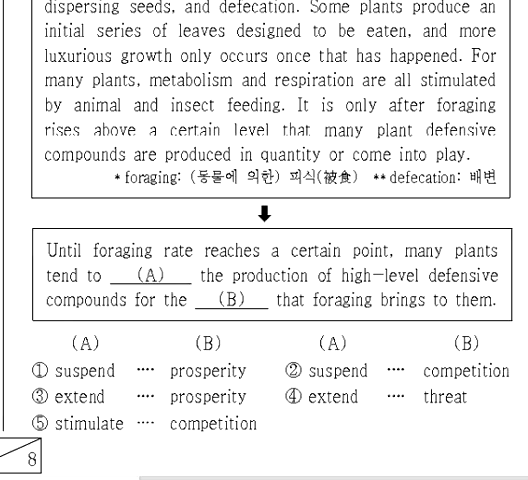 dispersing seeds, and defecation. Some plants produce an
initial series of leaves designed to be eaten, and more
luxurious growth only occurs once that has happened. For
many plants, metabolism and respiration are all stimulated
by animal and insect feeding. It is only after foraging
rises above a certain level that many plant defensive
compounds are produced in quantity or come into play.
* foraging: (동물에 의한) 피식(被食) ** defecation: 배변
Until foraging rate reaches a certain point, many plants
tend to (A) the production of high-level defensive
compounds for the (B) that foraging brings to them.
(A) (B) (A) (B)
① suspend ···· prosperity ② suspend ···· competition
③ extend ···· prosperity ④ extend ···· threat
⑤ stimulate ···· competition
8